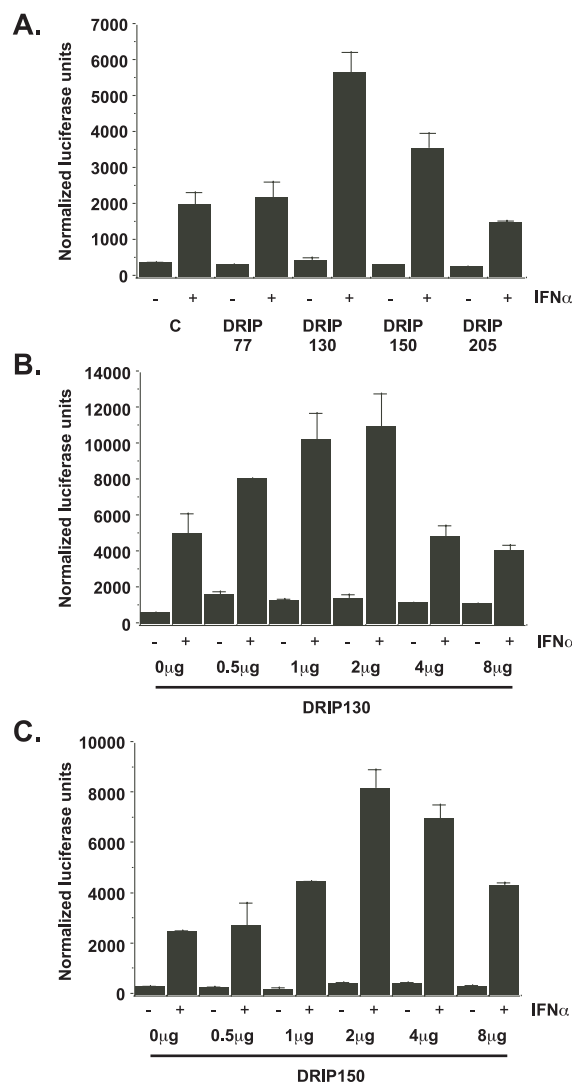 A.
Normalized luciferase units
7000
6000
5000
4000
3000
2000
1000
0
- + - + - + - + - + IFNα
C DRIP DRIP DRIP DRIP
77 130 150 205
B.
Normalized luciferase units
14000
12000
10000
8000
6000
4000
2000
0
- + - + - + - + - + - + IFNα
0μg 0.5μg 1μg 2μg 4μg 8μg
DRIP130
C.
Normalized luciferase units
10000
8000
6000
4000
2000
0
- + - + - + - + - + - + IFNα
0μg 0.5μg 1μg 2μg 4μg 8μg
DRIP150